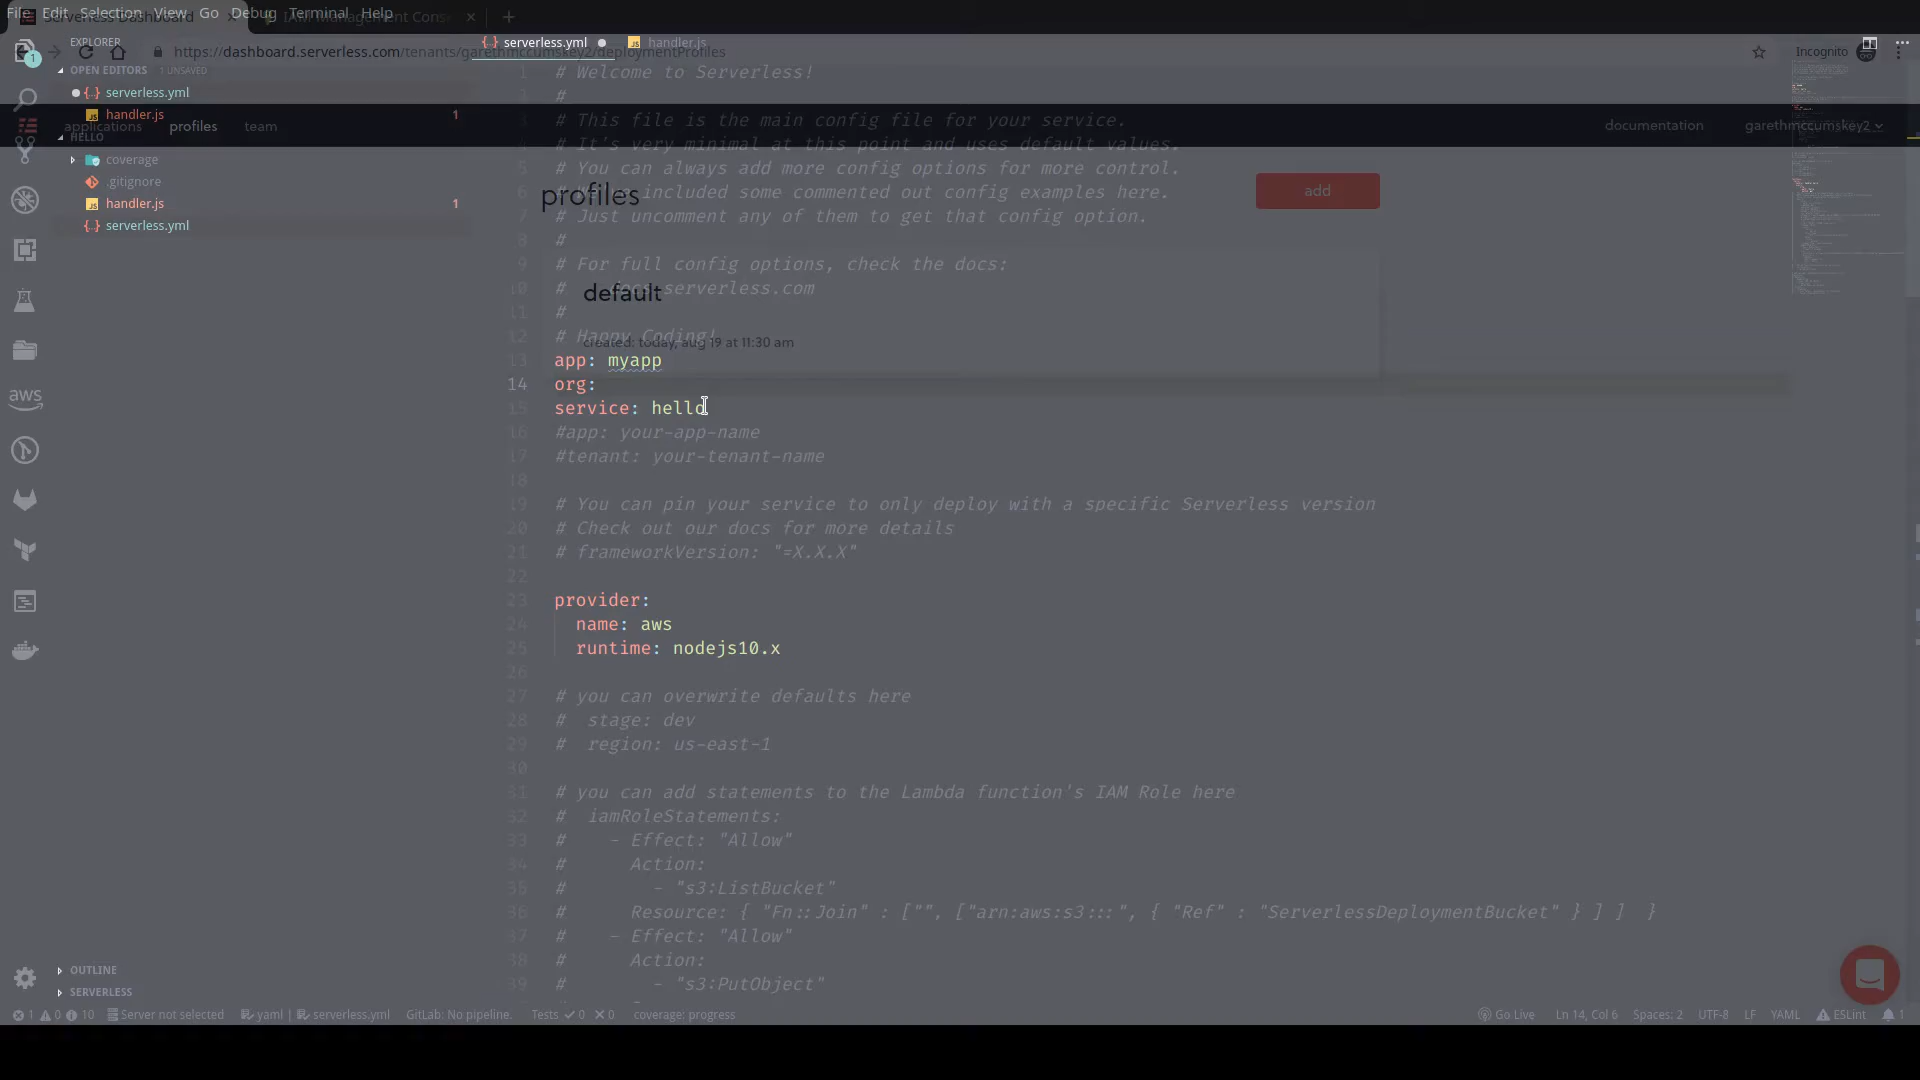 File Edit Selection View Go Debug Terminal Help
Serverless Dashboard
IAM Management Cons
EXPLORER
serverless.yml
handler.js
https://dashboard.serverless.com/tenants/garethmccumskey2/deploymentProfiles
Incognito
1
OPEN EDITORS 1 UNSAVED
serverless.yml
handler.js 1
applications profiles team
documentation garethmccumskey2
HELLO
coverage
.gitignore
handler.js 1
serverless.yml
profiles
add
default
created: today, aug 19 at 11:30 am
aws
1 # Welcome to Serverless!
2 #
3 # This file is the main config file for your service.
4 # It's very minimal at this point and uses default values.
5 # You can always add more config options for more control.
6 # included some commented out config examples here.
7 # Just uncomment any of them to get that config option.
8 #
9 # For full config options, check the docs:
10 # docs.serverless.com
11 #
12 # Happy Coding!
13 app: myapp
14 org:
15 service: hello
16 #app: your-app-name
17 #tenant: your-tenant-name
18
19 # You can pin your service to only deploy with a specific Serverless version
20 # Check out our docs for more details
21 # frameworkVersion: "=X.X.X"
22
23 provider:
24 name: aws
25 runtime: nodejs10.x
26
27 # you can overwrite defaults here
28 # stage: dev
29 # region: us-east-1
30
31 # you can add statements to the Lambda function's IAM Role here
32 # iamRoleStatements:
33 # - Effect: "Allow"
34 # Action:
35 # - "s3:ListBucket"
36 # Resource: { "Fn::Join" : ["", ["arn:aws:s3:::", { "Ref" : "ServerlessDeploymentBucket" } ] ] }
37 # - Effect: "Allow"
38 # Action:
39 # - "s3:PutObject"
OUTLINE
SERVERLESS
1 0 10 Server not selected yaml | serverless.yml GitLab: No pipeline. Tests 0 0 coverage: progress
Go Live Ln 14, Col 6 Spaces: 2 UTF-8 LF YAML ESLint 1